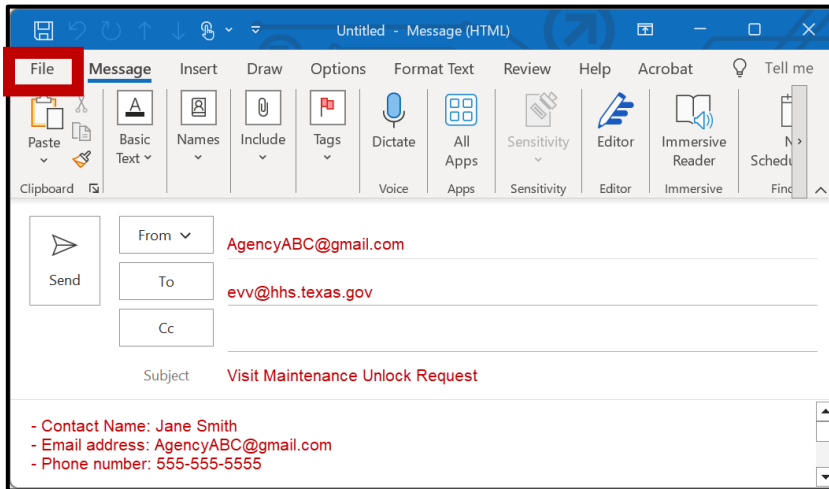 Untitled - Message (HTML)
File Message Insert Draw Options Format Text Review Help Acrobat Tell me
Paste
Basic Text
Names
Include
Tags
Dictate
All Apps
Sensitivity
Editor
Immersive Reader
Clipboard Voice Apps Sensitivity Editor Immersive
Send
From AgencyABC@gmail.com
To evv@hhs.texas.gov
Cc
Subject Visit Maintenance Unlock Request
- Contact Name: Jane Smith
- Email address: AgencyABC@gmail.com
- Phone number: 555-555-5555